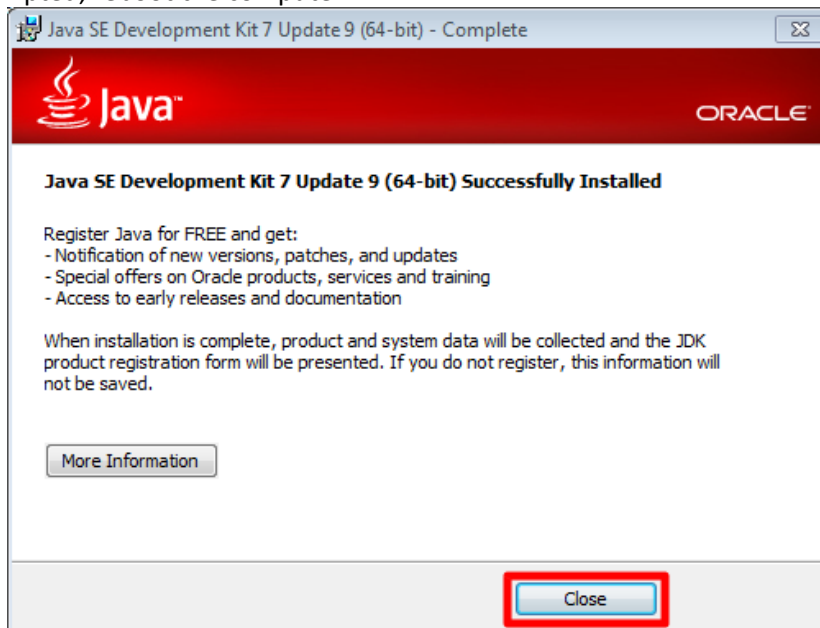 Java SE Development Kit 7 Update 9 (64-bit) - Complete
Java™
ORACLE
Java SE Development Kit 7 Update 9 (64-bit) Successfully Installed
Register Java for FREE and get:
- Notification of new versions, patches, and updates
- Special offers on Oracle products, services and training
- Access to early releases and documentation
When installation is complete, product and system data will be collected and the JDK
product registration form will be presented. If you do not register, this information will
not be saved.
More Information
Close